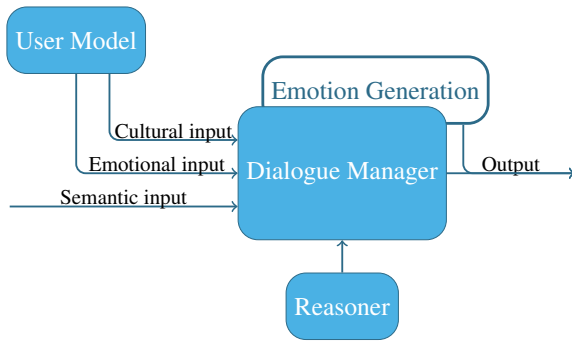 User Model
Emotion Generation
Cultural input
Emotional input
Dialogue Manager
Output
Semantic input
Reasoner